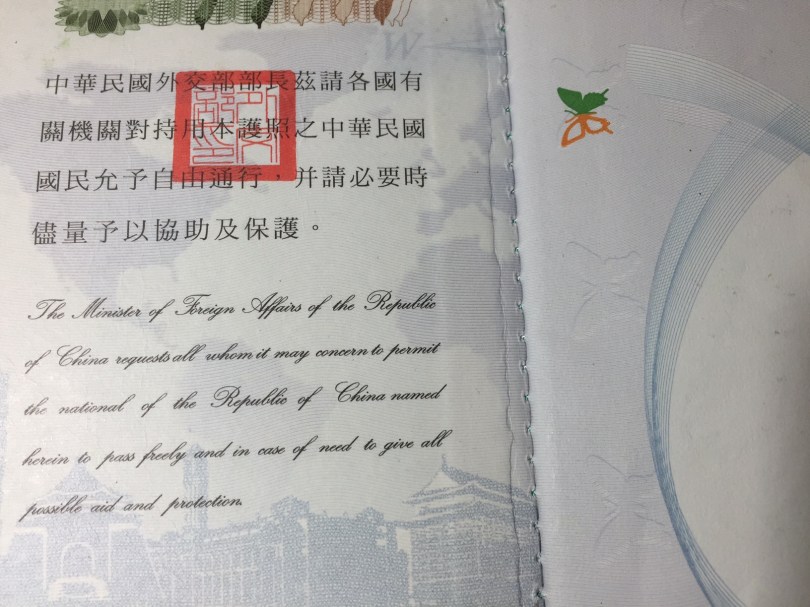 中華民國外交部部長茲請各國有
關機關對持用本護照之中華民國
國民允予自由通行，并請必要時
儘量予以協助及保護。
The Minister of Foreign Affairs of the Republic
of China requests all whom it may concern to permit
the national of the Republic of China named
herein to pass freely and in case of need to give all
possible aid and protection.
W